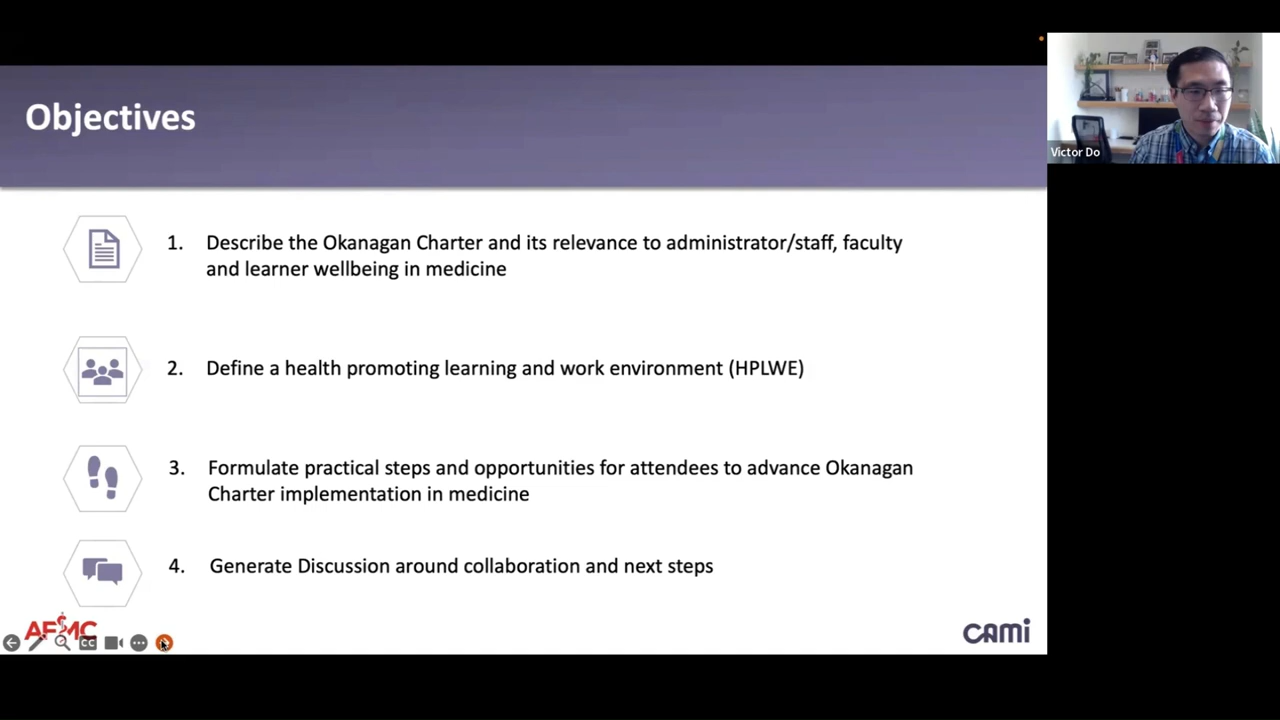 Objectives
1. Describe the Okanagan Charter and its relevance to administrator/staff, faculty
and learner wellbeing in medicine
2. Define a health promoting learning and work environment (HPLWE)
3. Formulate practical steps and opportunities for attendees to advance Okanagan
Charter implementation in medicine
4. Generate Discussion around collaboration and next steps
AFMC
CC
CAMi
Victor Do